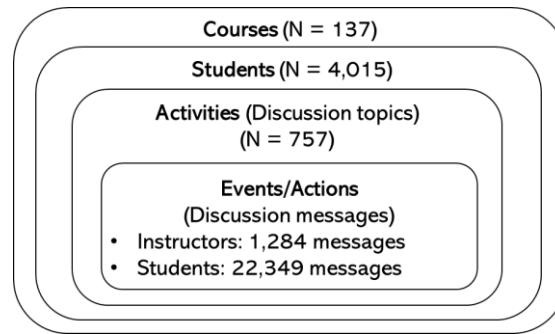 Courses (N = 137)
Students (N = 4,015)
Activities (Discussion topics)
(N = 757)
Events/Actions
(Discussion messages)
• Instructors: 1,284 messages
• Students: 22,349 messages